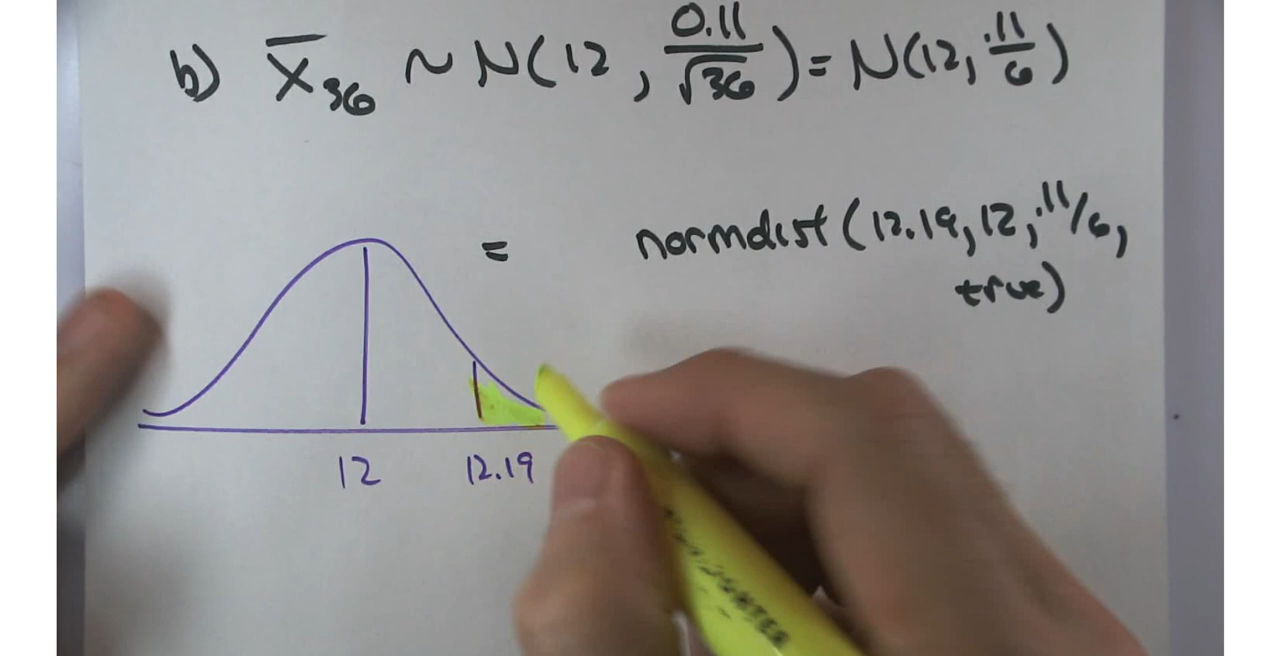 b) X̄₃₆ ~ N(12, 0.11/√36) = N(12, .11/6)
= normdist(12.19, 12, .11/6,
true)
12 12.19